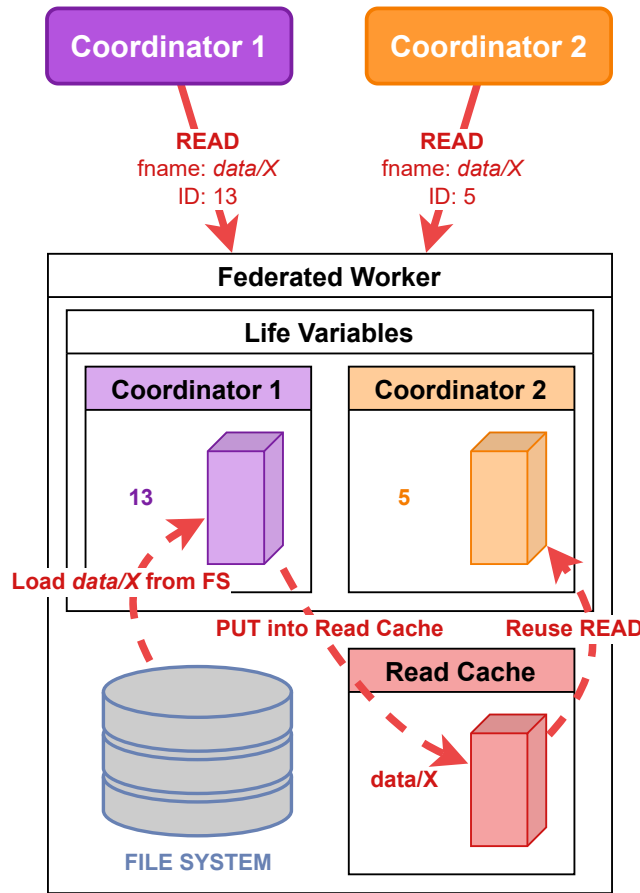 Coordinator 1
Coordinator 2
READ
fname: data/X
ID: 13
READ
fname: data/X
ID: 5
Federated Worker
Life Variables
Coordinator 1
Coordinator 2
13
5
Load data/X from FS
PUT into Read Cache
Reuse READ
Read Cache
data/X
FILE SYSTEM